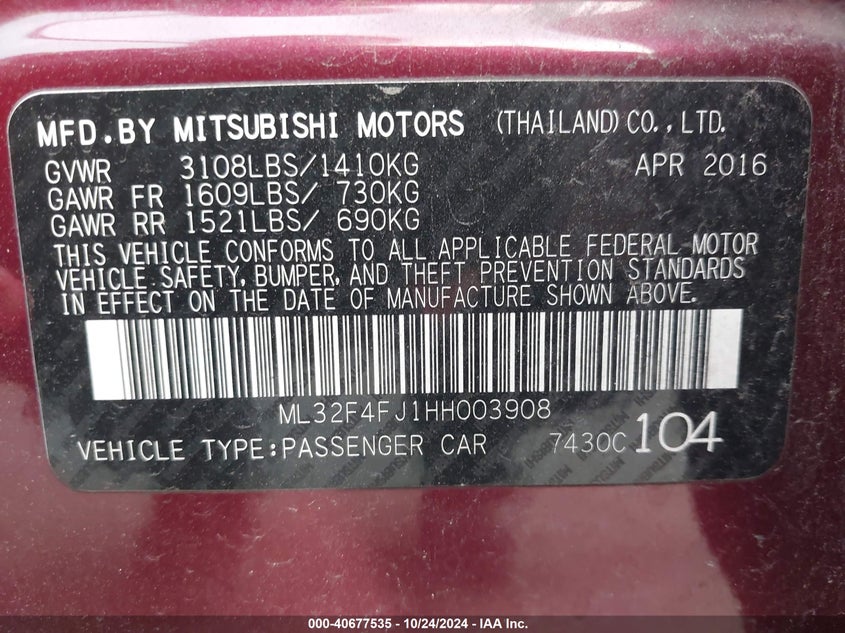 MFD.BY MITSUBISHI MOTORS (THAILAND) CO.,LTD.
GVWR 3108LBS/1410KG APR 2016
GAWR FR 1609LBS/ 730KG
GAWR RR 1521LBS/ 690KG
THIS VEHICLE CONFORMS TO ALL APPLICABLE FEDERAL MOTOR
VEHICLE SAFETY, BUMPER, AND THEFT PREVENTION STANDARDS
IN EFFECT ON THE DATE OF MANUFACTURE SHOWN ABOVE.
ML32F4FJ1HH003908
VEHICLE TYPE:PASSENGER CAR 7430C 104
000-40677535 - 10/24/2024 - IAA Inc.